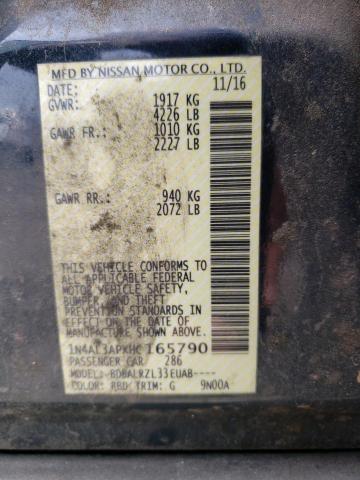 MFD BY NISSAN MOTOR CO., LTD.
DATE: 11/16
GVWR: 1917 KG
4226 LB
GAWR FR.: 1010 KG
2227 LB
GAWR RR.: 940 KG
2072 LB
THIS VEHICLE CONFORMS TO
ALL APPLICABLE FEDERAL
MOTOR VEHICLE SAFETY,
BUMPER, AND THEFT
PREVENTION STANDARDS
IN EFFECT ON THE DATE OF
MANUFACTURE SHOWN ABOVE.
1N4AL3APXHC165790
PASSENGER CAR 286
MODEL: BDBALRZL33EUAB----
COLOR: RBD TRIM: G 9N00A